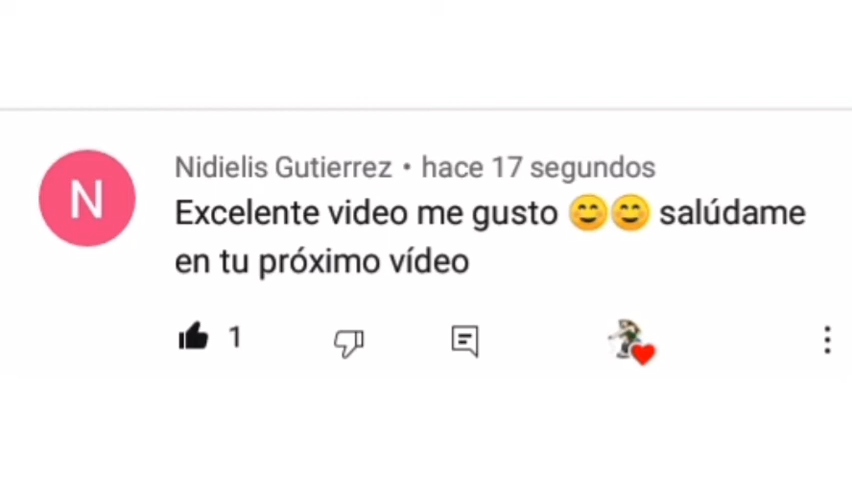 N
Nidielis Gutierrez • hace 17 segundos
Excelente video me gusto 😊😊 salúdame
en tu próximo vídeo
1